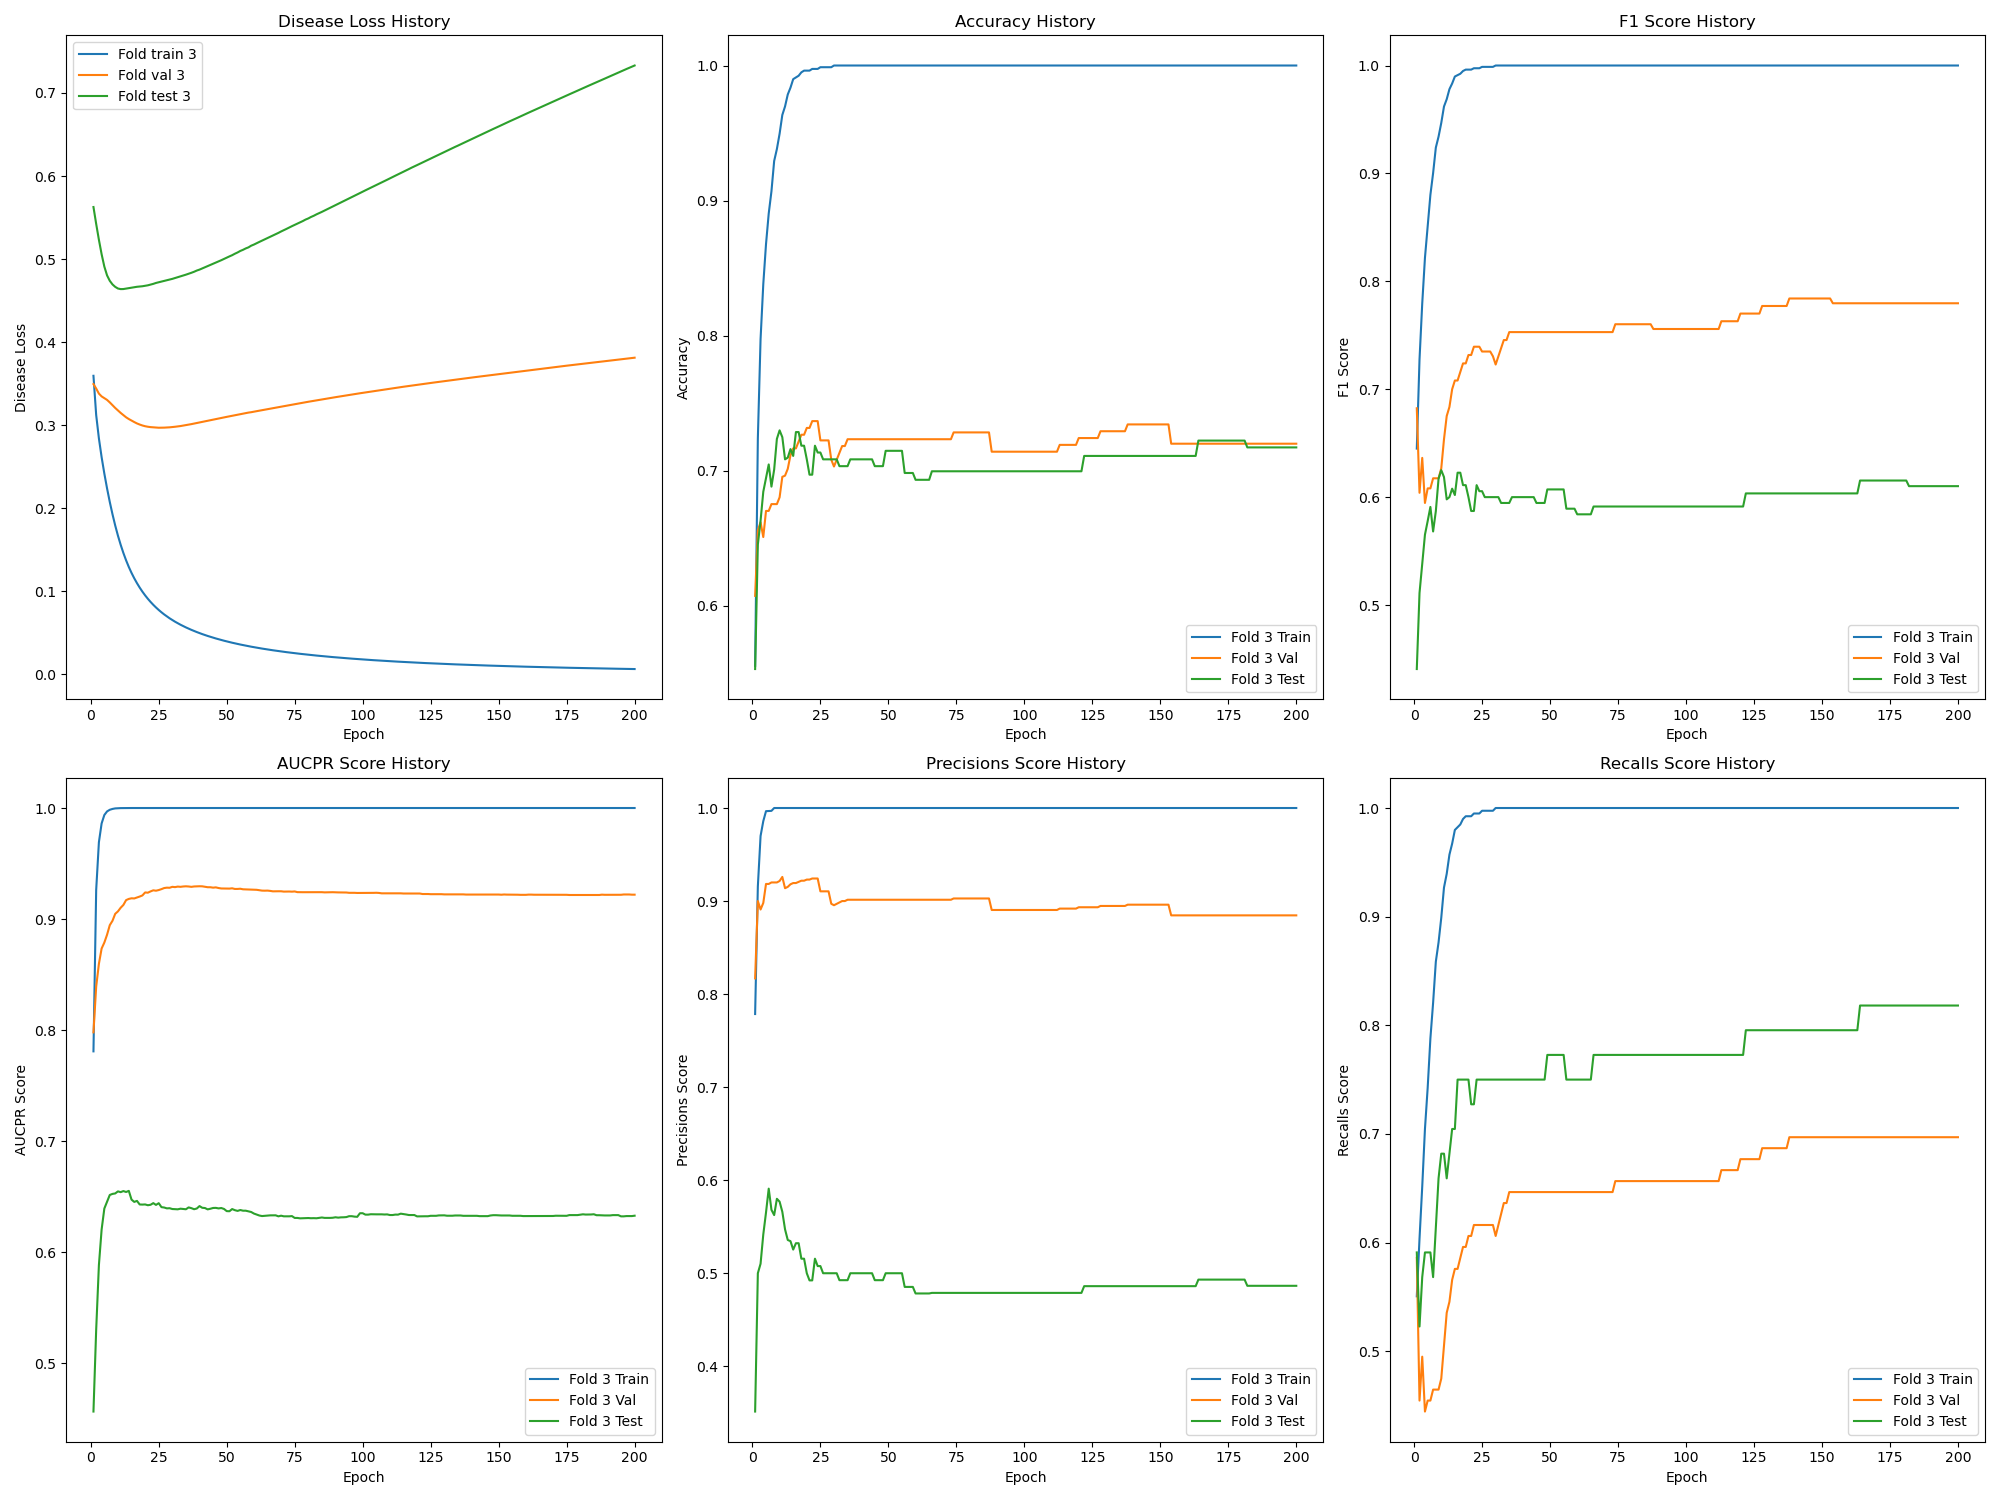 Disease Loss History
Disease Loss
0.7
0.6
0.5
0.4
0.3
0.2
0.1
0.0
Fold train 3
Fold val 3
Fold test 3
0 25 50 75 100 125 150 175 200
Epoch
Accuracy History
Accuracy
1.0
0.9
0.8
0.7
0.6
Fold 3 Train
Fold 3 Val
Fold 3 Test
0 25 50 75 100 125 150 175 200
Epoch
F1 Score History
F1 Score
1.0
0.9
0.8
0.7
0.6
0.5
Fold 3 Train
Fold 3 Val
Fold 3 Test
0 25 50 75 100 125 150 175 200
Epoch
AUCPR Score History
AUCPR Score
1.0
0.9
0.8
0.7
0.6
0.5
Fold 3 Train
Fold 3 Val
Fold 3 Test
0 25 50 75 100 125 150 175 200
Epoch
Precisions Score History
Precisions Score
1.0
0.9
0.8
0.7
0.6
0.5
0.4
Fold 3 Train
Fold 3 Val
Fold 3 Test
0 25 50 75 100 125 150 175 200
Epoch
Recalls Score History
Recalls Score
1.0
0.9
0.8
0.7
0.6
0.5
Fold 3 Train
Fold 3 Val
Fold 3 Test
0 25 50 75 100 125 150 175 200
Epoch